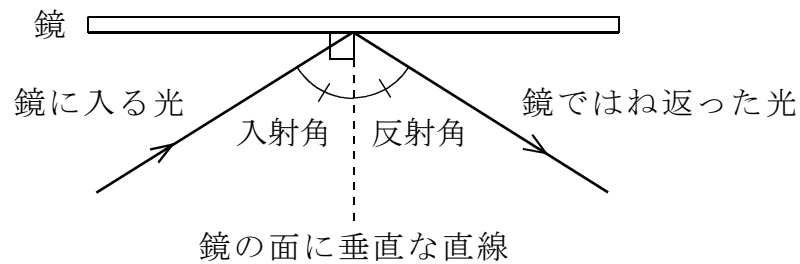 鏡
鏡に入る光
鏡ではね返った光
入射角
反射角
鏡の面に垂直な直線